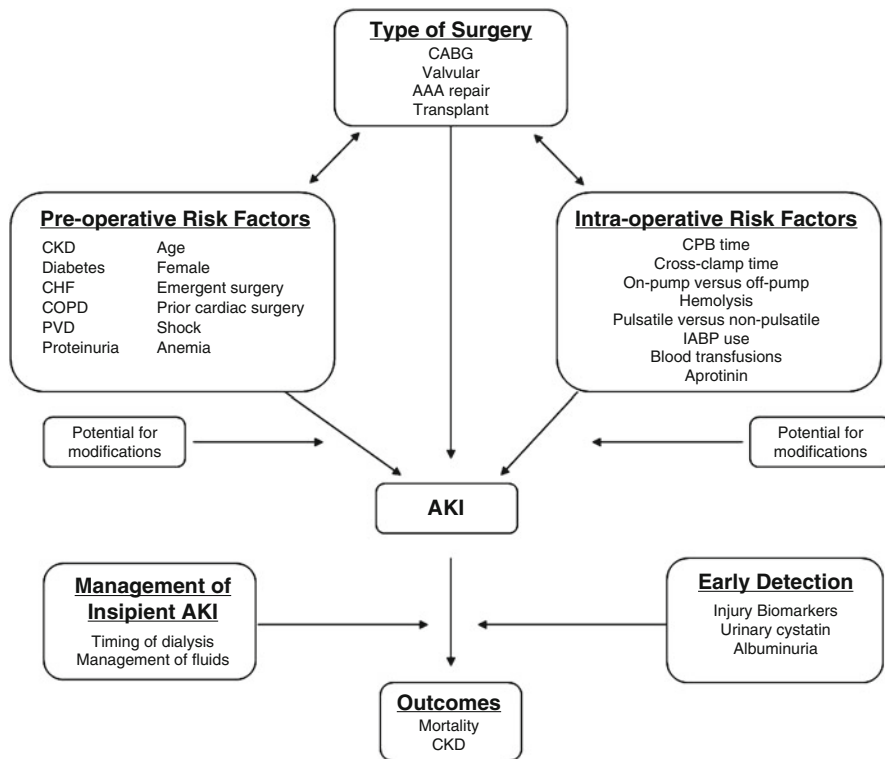 Type of Surgery
CABG
Valvular
AAA repair
Transplant
Pre-operative Risk Factors
CKD Age
Diabetes Female
CHF Emergent surgery
COPD Prior cardiac surgery
PVD Shock
Proteinuria Anemia
Intra-operative Risk Factors
CPB time
Cross-clamp time
On-pump versus off-pump
Hemolysis
Pulsatile versus non-pulsatile
IABP use
Blood transfusions
Aprotinin
Potential for
modifications
Potential for
modifications
AKI
Management of
Insipient AKI
Timing of dialysis
Management of fluids
Early Detection
Injury Biomarkers
Urinary cystatin
Albuminuria
Outcomes
Mortality
CKD